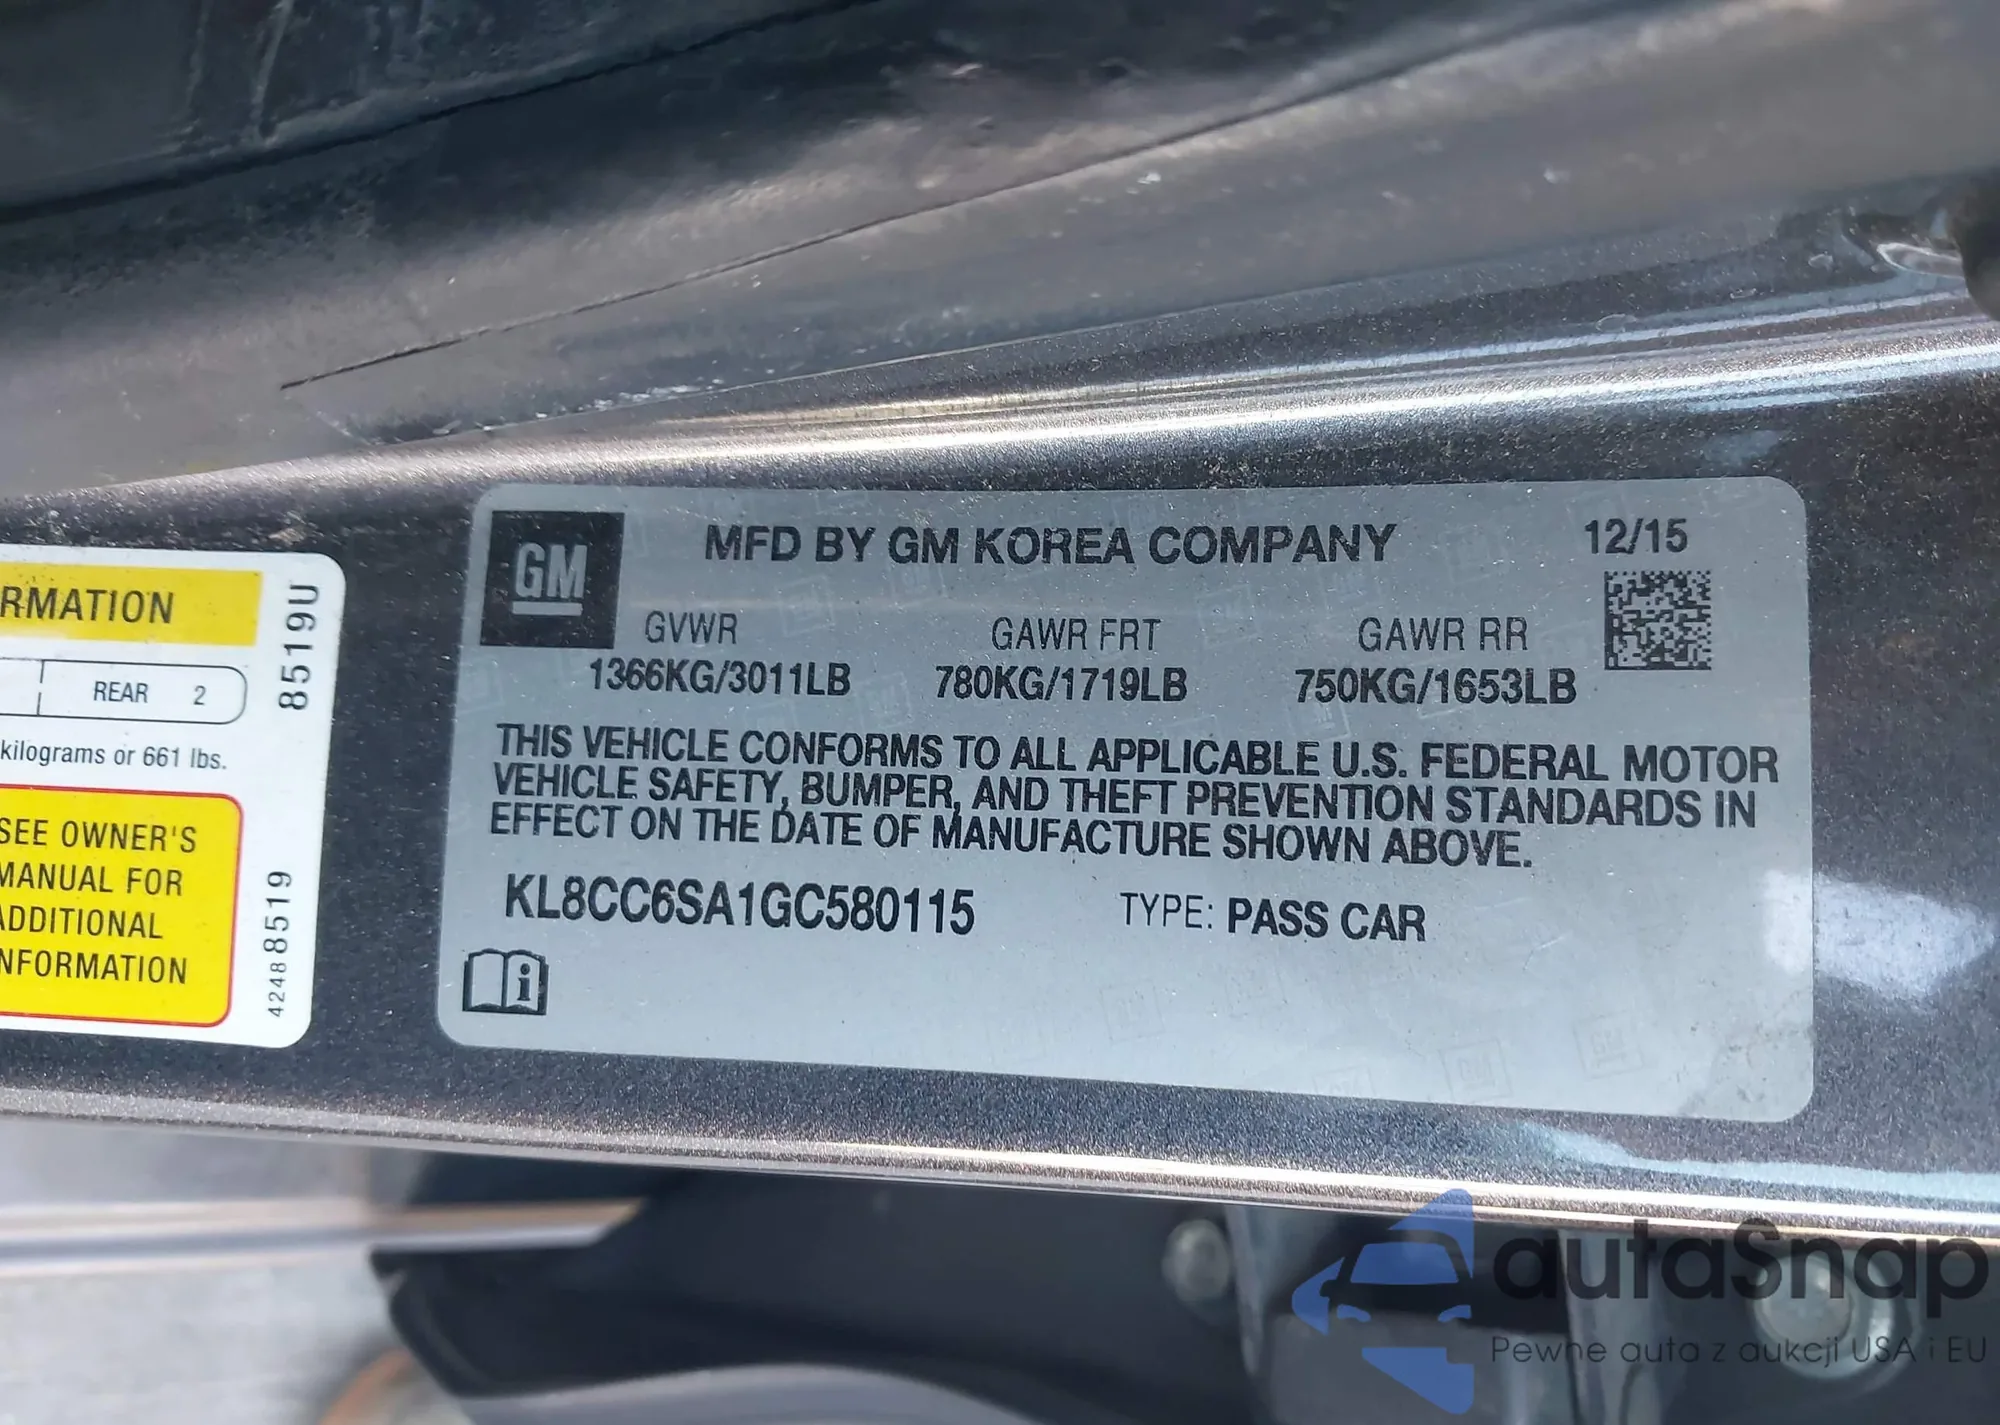 RMATION
REAR 2
kilograms or 661 lbs.
SEE OWNER'S
MANUAL FOR
ADDITIONAL
NFORMATION
8519U
42488519
GM
MFD BY GM KOREA COMPANY
12/15
GVWR GAWR FRT GAWR RR
1366KG/3011LB 780KG/1719LB 750KG/1653LB
THIS VEHICLE CONFORMS TO ALL APPLICABLE U.S. FEDERAL MOTOR
VEHICLE SAFETY, BUMPER, AND THEFT PREVENTION STANDARDS IN
EFFECT ON THE DATE OF MANUFACTURE SHOWN ABOVE.
KL8CC6SA1GC580115 TYPE: PASS CAR
autaSnap
Pewne auta z aukcji USA i EU